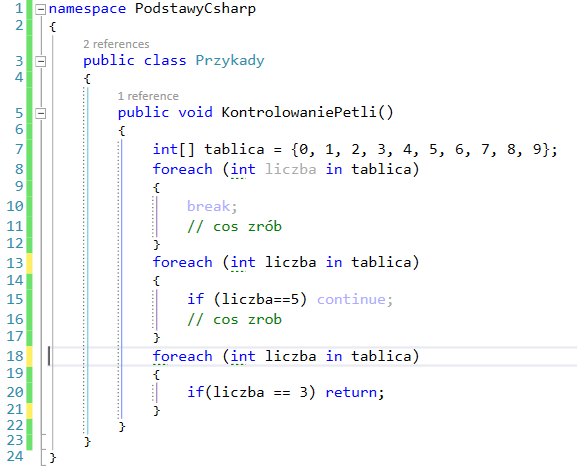 1 namespace PodstawyCsharp
2 {
2 references
3 public class Przykady
4 {
1 reference
5 public void KontrolowaniePetli()
6 {
7 int[] tablica = {0, 1, 2, 3, 4, 5, 6, 7, 8, 9};
8 foreach (int liczba in tablica)
9 {
10 break;
11 // cos zrób
12 }
13 foreach (int liczba in tablica)
14 {
15 if (liczba==5) continue;
16 // cos zrob
17 }
18 foreach (int liczba in tablica)
19 {
20 if(liczba == 3) return;
21 }
22 }
23 }
24 }